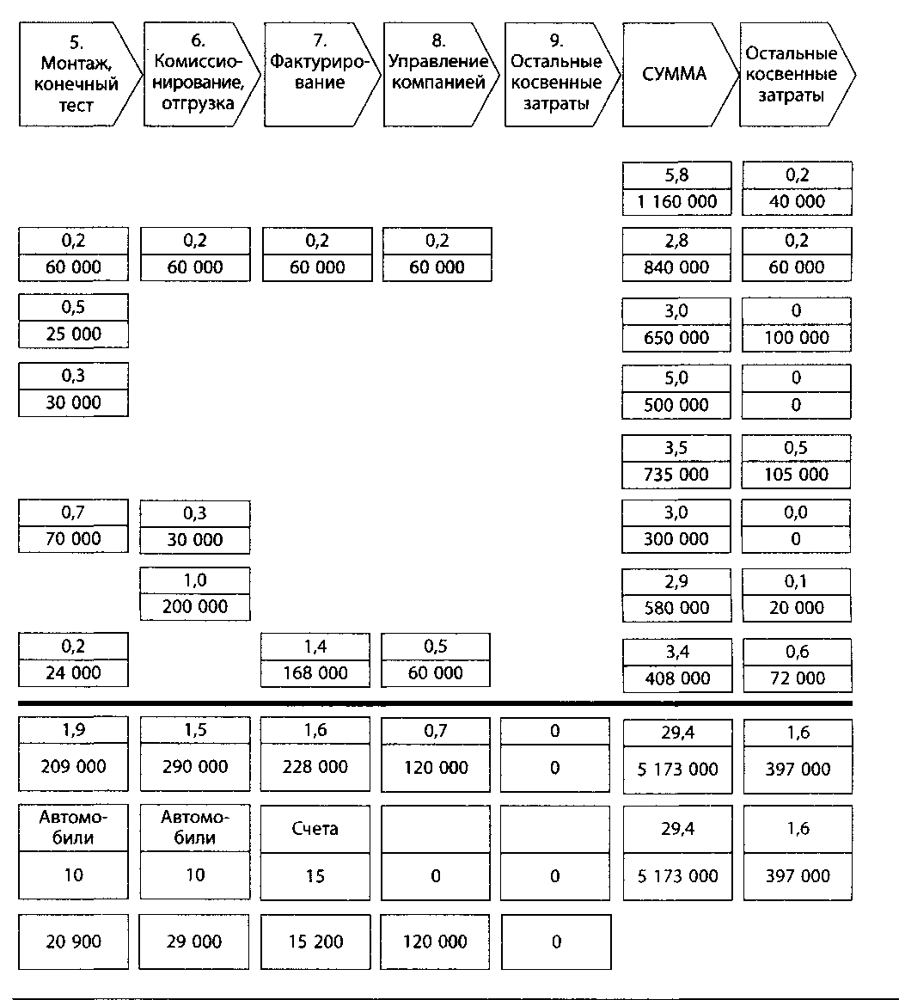 5.
Монтаж,
конечный
тест
6.
Комиссио-
нирование,
отгрузка
7.
Фактуриро-
вание
8.
Управление
компанией
9.
Остальные
косвенные
затраты
СУММА
Остальные
косвенные
затраты
5,8 0,2
1 160 000 40 000
0,2 0,2 0,2 0,2 2,8 0,2
60 000 60 000 60 000 60 000 840 000 60 000
0,5 3,0 0
25 000 650 000 100 000
0,3 5,0 0
30 000 500 000 0
3,5 0,5
735 000 105 000
0,7 0,3 3,0 0,0
70 000 30 000 300 000 0
1,0 2,9 0,1
200 000 580 000 20 000
0,2 1,4 0,5 3,4 0,6
24 000 168 000 60 000 408 000 72 000
1,9 1,5 1,6 0,7 0 29,4 1,6
209 000 290 000 228 000 120 000 0 5 173 000 397 000
Автомо-
били
Автомо-
били
Счета 29,4 1,6
10 10 15 0 0 5 173 000 397 000
20 900 29 000 15 200 120 000 0